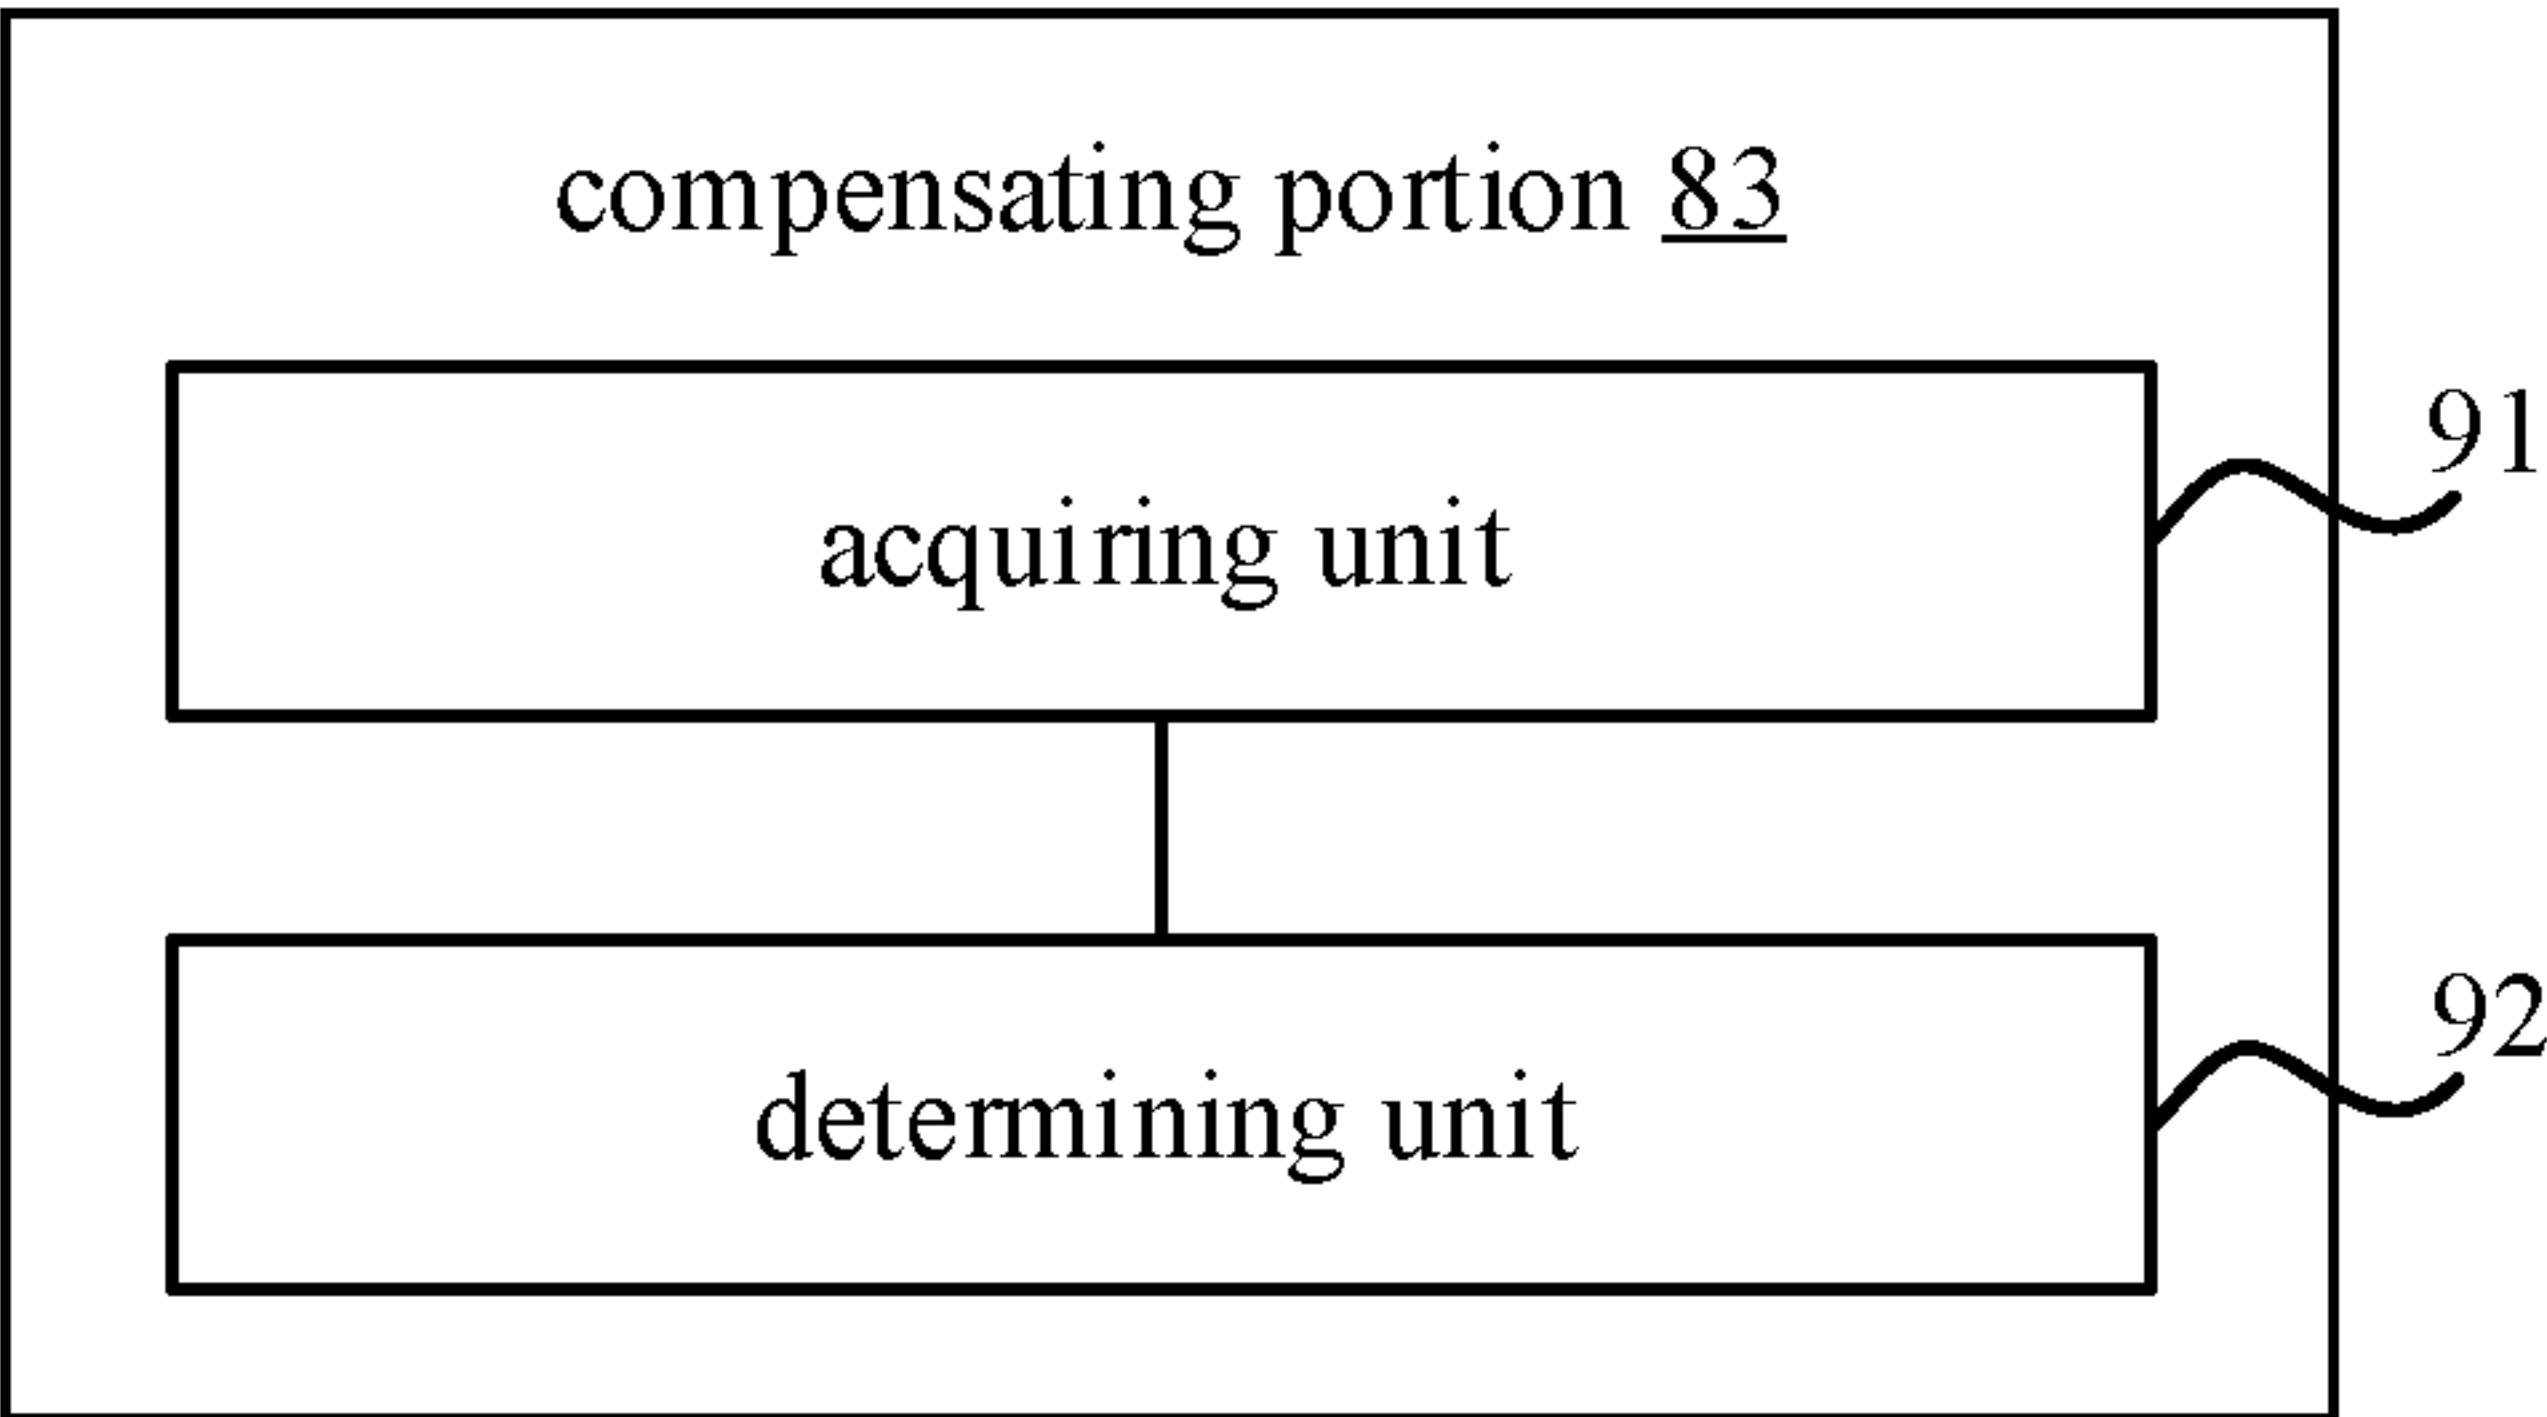 compensating portion 83
91
acquiring unit
92
determining unit